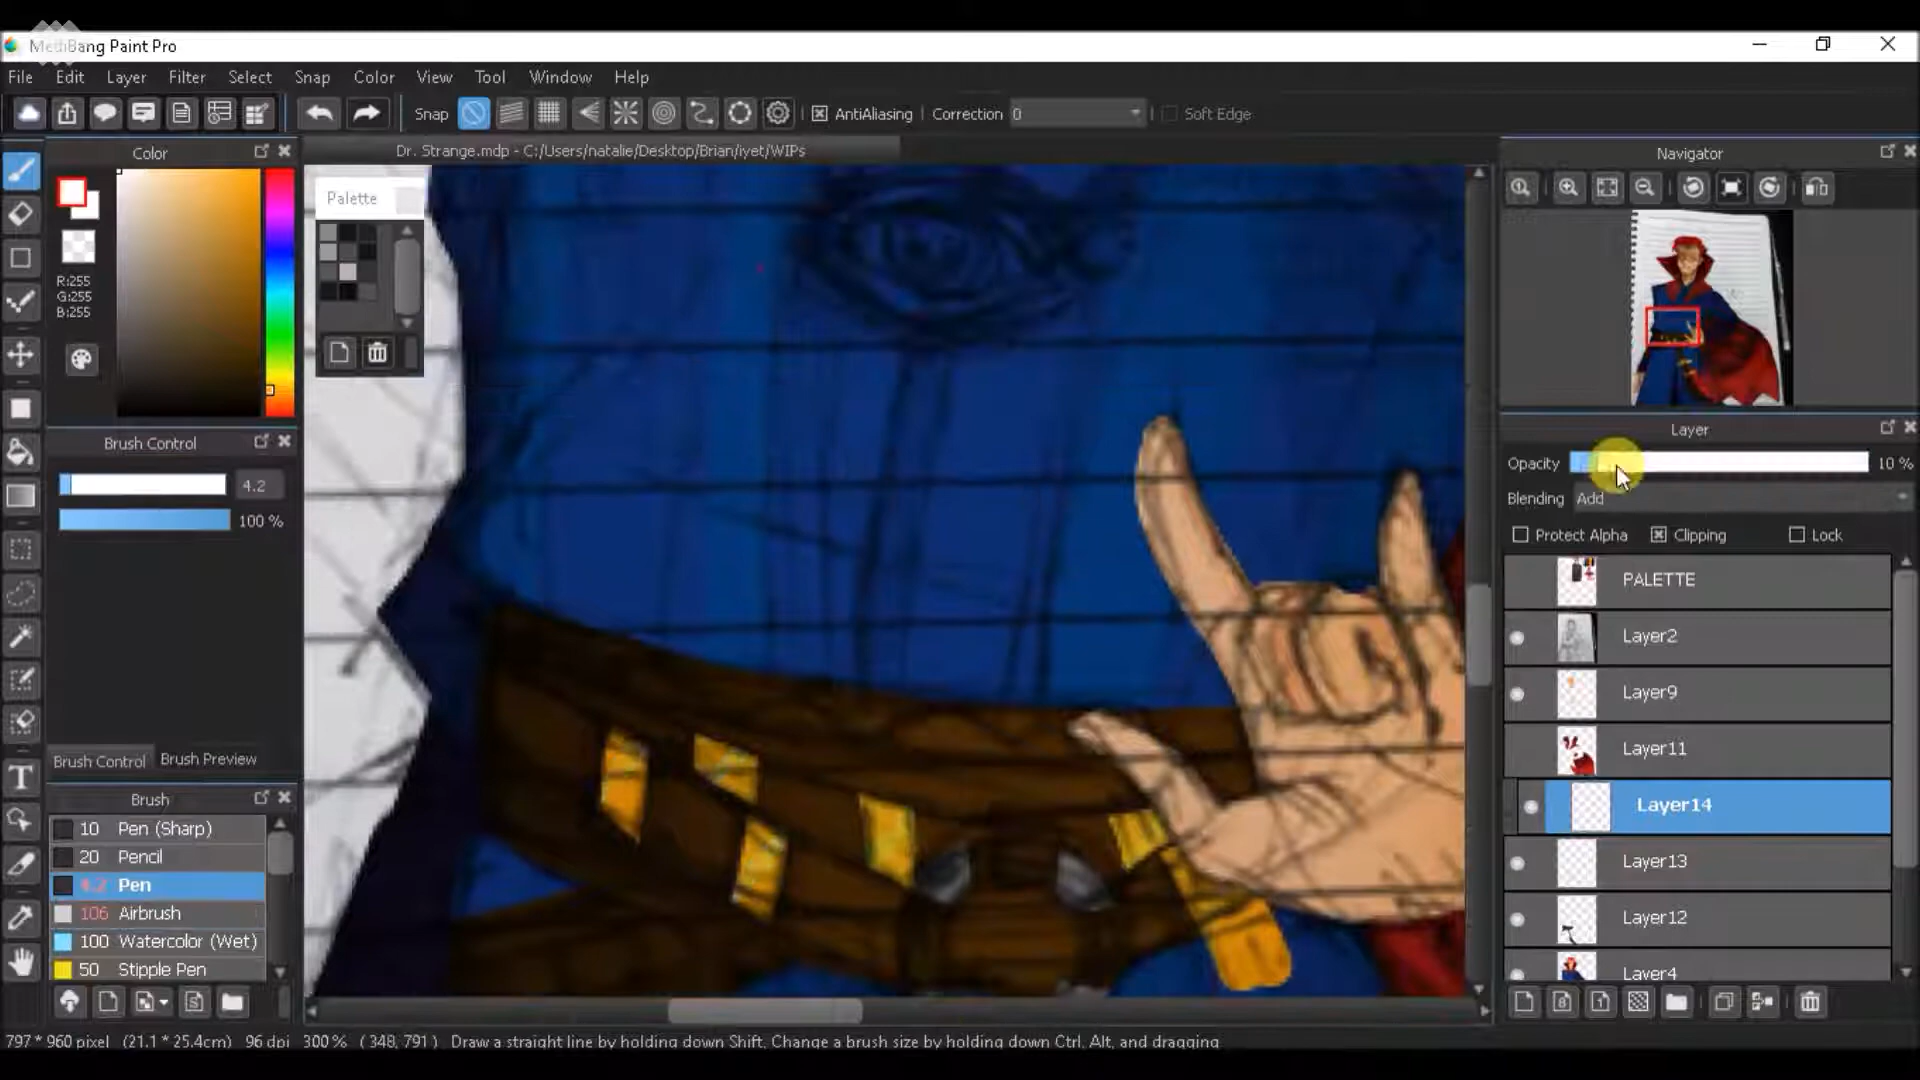 MediBang Paint Pro
File Edit Layer Filter Select Snap Color View Tool Window Help
Snap AntiAliasing Correction 0 Soft Edge
Color
Dr. Strange.mdp - C:/Users/natalie/Desktop/Brian/iyet/WIPs
Navigator
Palette
R:255
G:255
B:255
Brush Control
4.2
100 %
Brush Control Brush Preview
Brush
10 Pen (Sharp)
20 Pencil
4.2 Pen
106 Airbrush
100 Watercolor (Wet)
50 Stipple Pen
Layer
Opacity 10 %
Blending Add
Protect Alpha Clipping Lock
PALETTE
Layer2
Layer9
Layer11
Layer14
Layer13
Layer12
Layer4
797 * 960 pixel (21.1 * 25.4cm) 96 dpi 300 % ( 348, 791 ) Draw a straight line by holding down Shift, Change a brush size by holding down Ctrl, Alt, and dragging